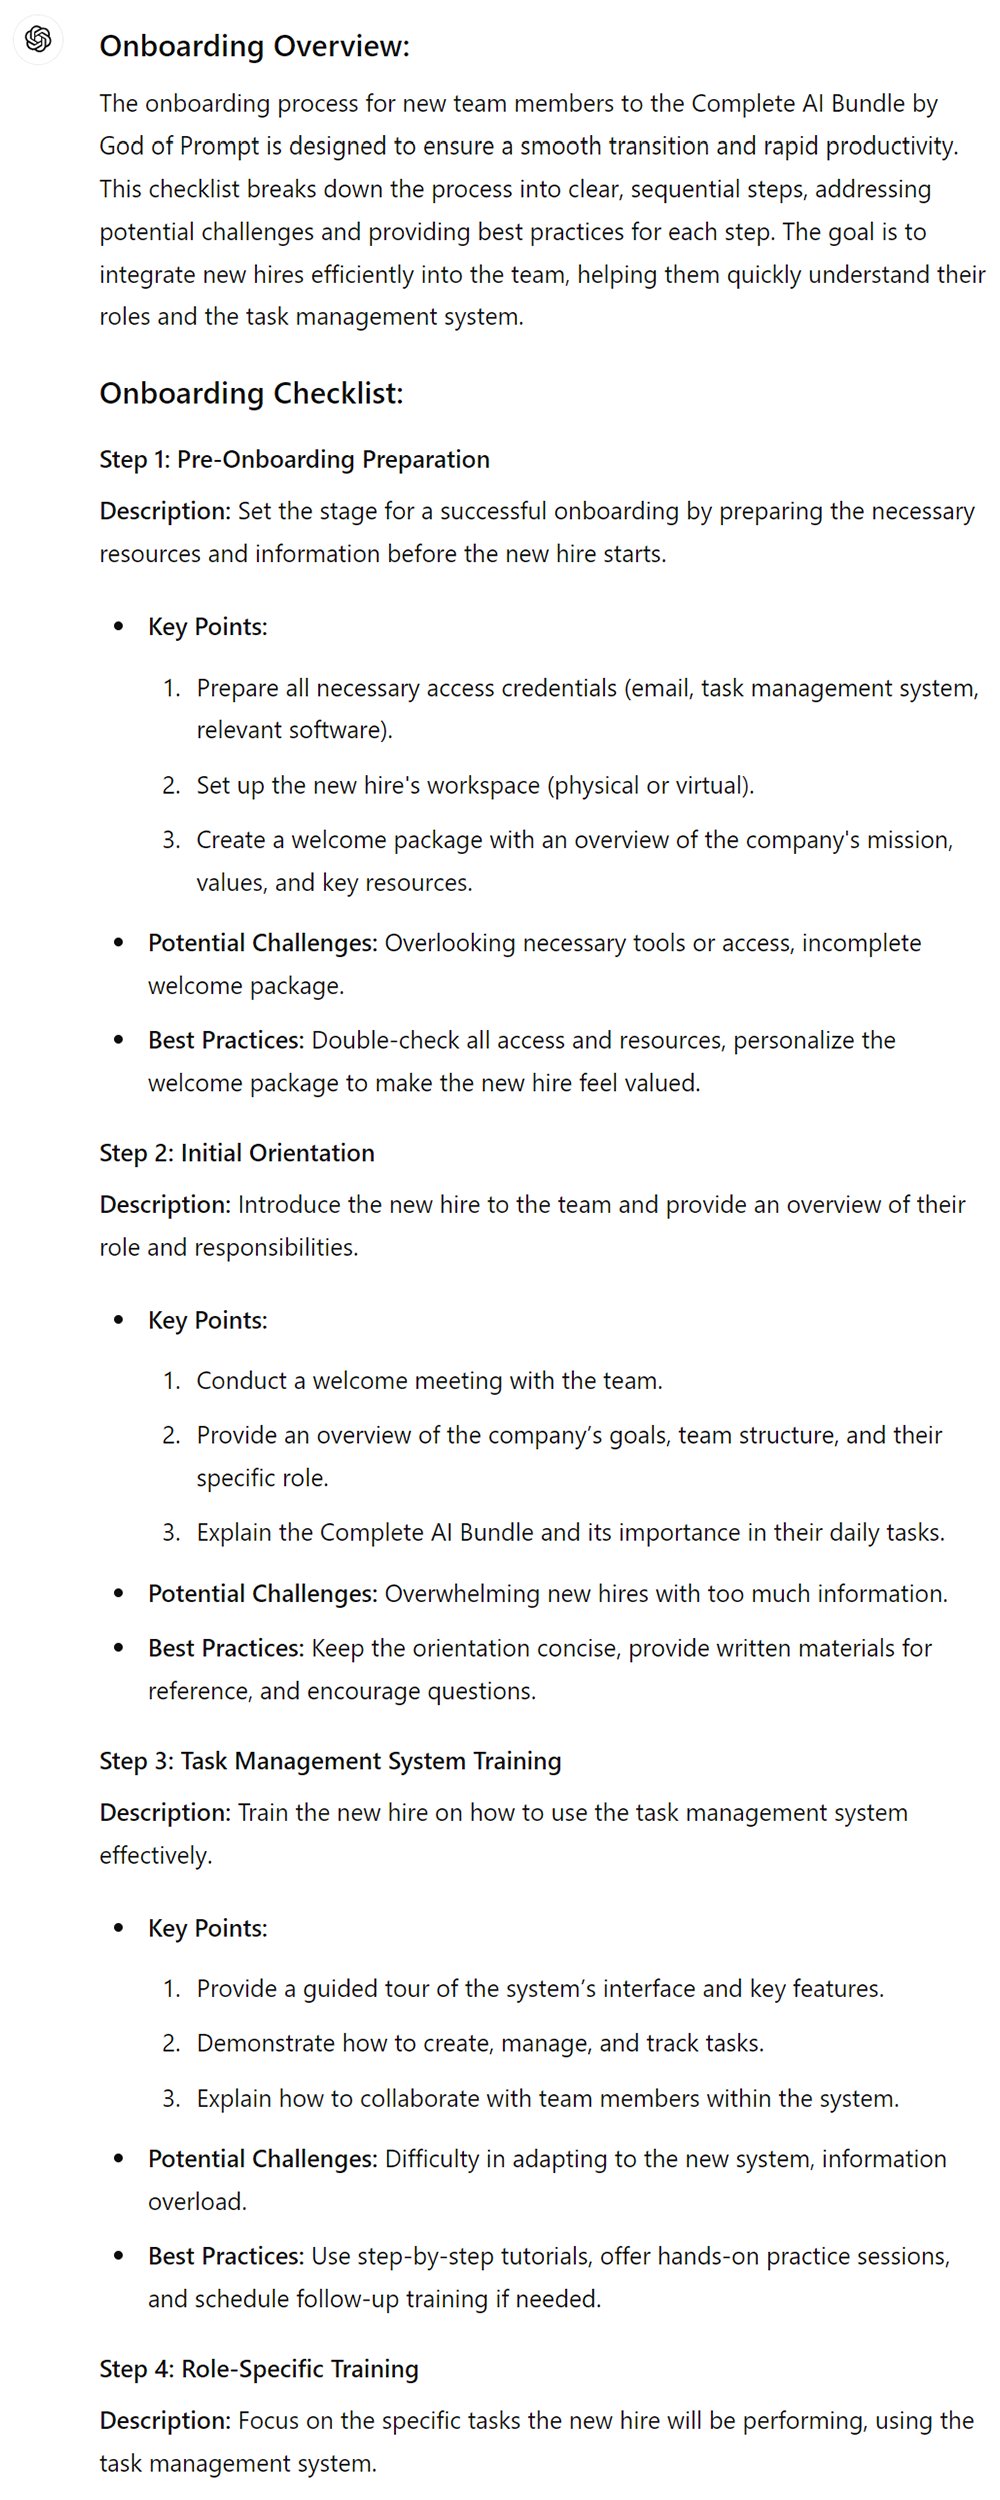 Onboarding Overview:
The onboarding process for new team members to the Complete AI Bundle by
God of Prompt is designed to ensure a smooth transition and rapid productivity.
This checklist breaks down the process into clear, sequential steps, addressing
potential challenges and providing best practices for each step. The goal is to
integrate new hires efficiently into the team, helping them quickly understand their
roles and the task management system.
Onboarding Checklist:
Step 1: Pre-Onboarding Preparation
Description: Set the stage for a successful onboarding by preparing the necessary
resources and information before the new hire starts.
• Key Points:
1. Prepare all necessary access credentials (email, task management system,
relevant software).
2. Set up the new hire's workspace (physical or virtual).
3. Create a welcome package with an overview of the company's mission,
values, and key resources.
• Potential Challenges: Overlooking necessary tools or access, incomplete
welcome package.
• Best Practices: Double-check all access and resources, personalize the
welcome package to make the new hire feel valued.
Step 2: Initial Orientation
Description: Introduce the new hire to the team and provide an overview of their
role and responsibilities.
• Key Points:
1. Conduct a welcome meeting with the team.
2. Provide an overview of the company’s goals, team structure, and their
specific role.
3. Explain the Complete AI Bundle and its importance in their daily tasks.
• Potential Challenges: Overwhelming new hires with too much information.
• Best Practices: Keep the orientation concise, provide written materials for
reference, and encourage questions.
Step 3: Task Management System Training
Description: Train the new hire on how to use the task management system
effectively.
• Key Points:
1. Provide a guided tour of the system’s interface and key features.
2. Demonstrate how to create, manage, and track tasks.
3. Explain how to collaborate with team members within the system.
• Potential Challenges: Difficulty in adapting to the new system, information
overload.
• Best Practices: Use step-by-step tutorials, offer hands-on practice sessions,
and schedule follow-up training if needed.
Step 4: Role-Specific Training
Description: Focus on the specific tasks the new hire will be performing, using the
task management system.